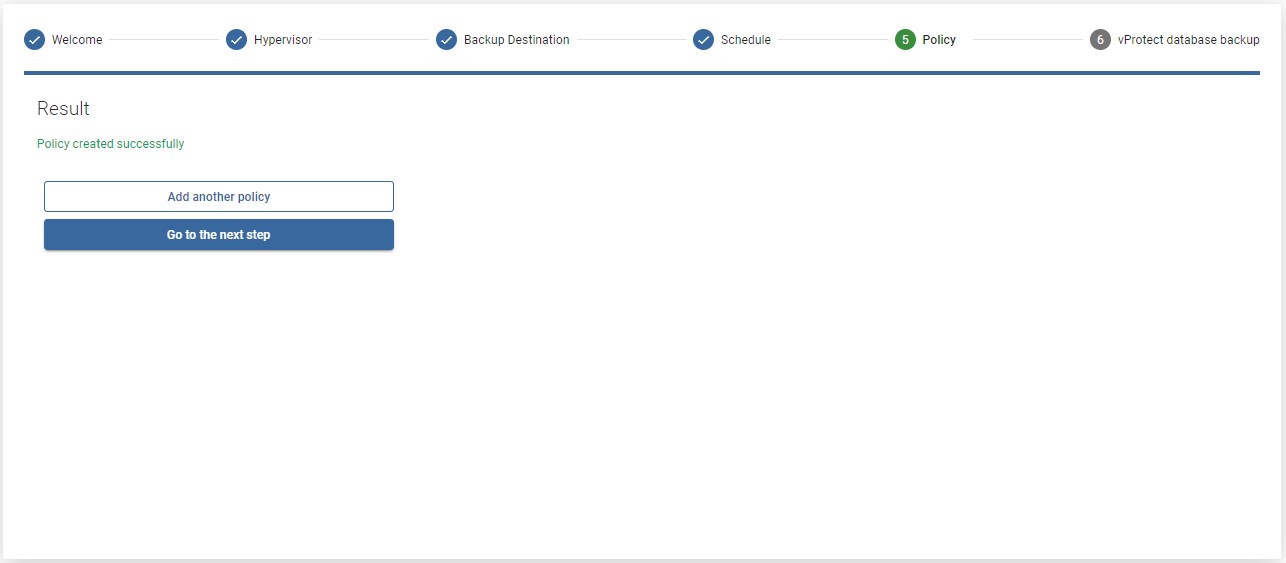 Welcome
Hypervisor
Backup Destination
Schedule
5 Policy
6 vProtect database backup
Result
Policy created successfully
Add another policy
Go to the next step